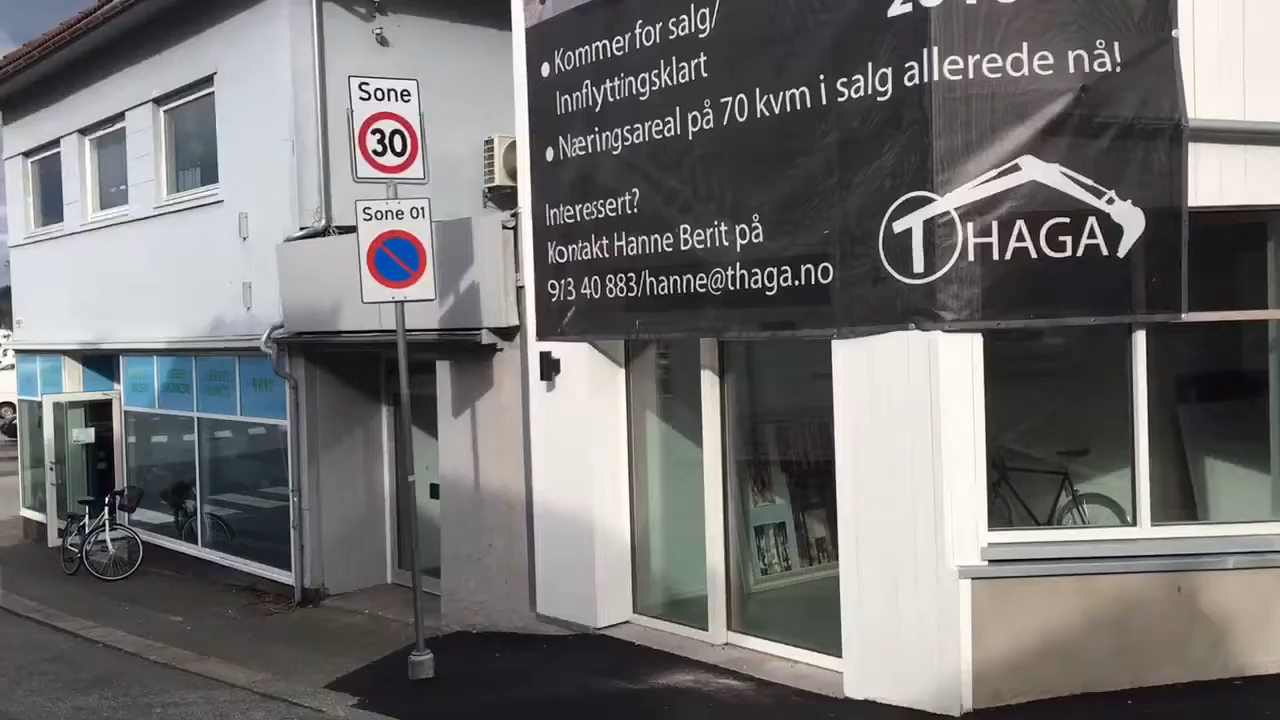 Sone
30
Sone 01
• Kommer for salg/
Innflyttingsklart
• Næringsareal på 70 kvm i salg allerede nå!
Interessert?
Kontakt Hanne Berit på
913 40 883/hanne@thaga.no
THAGA